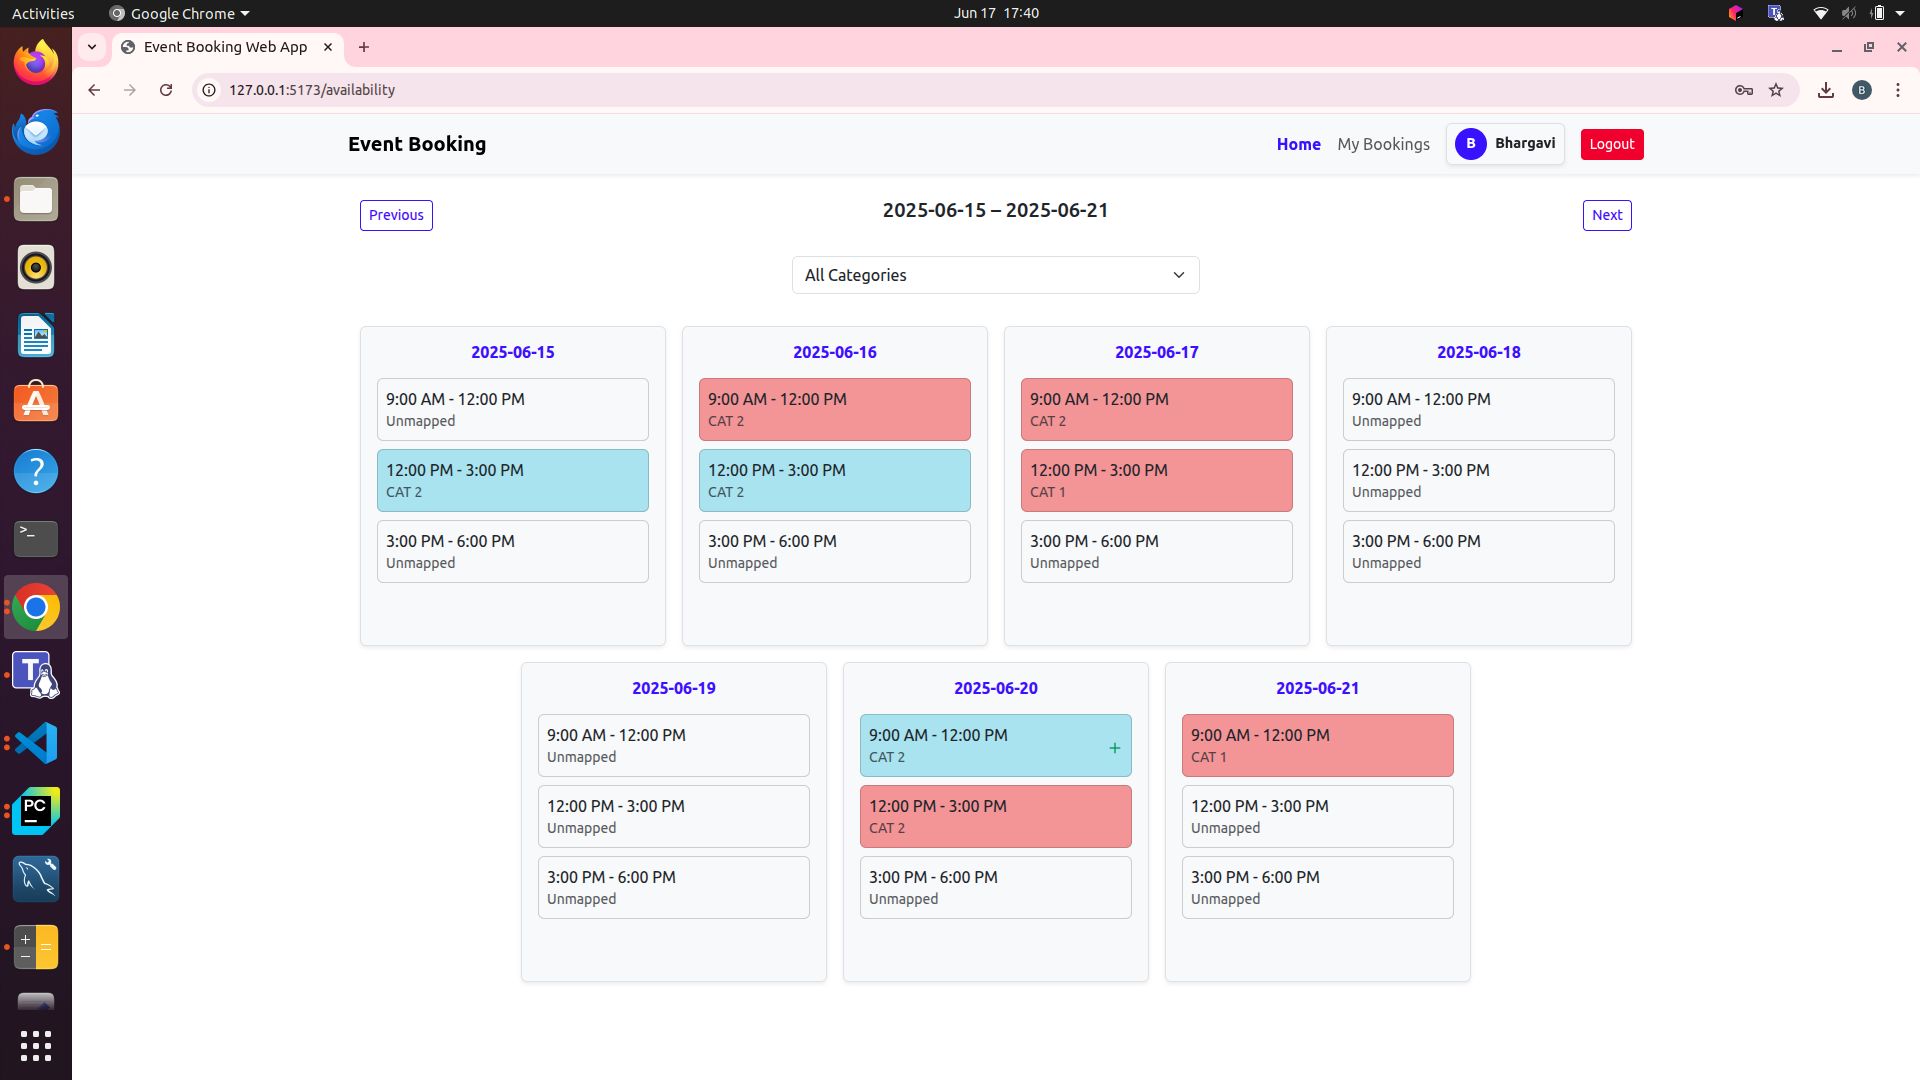 Activities Google Chrome Jun 17 17:40
Event Booking Web App
127.0.0.1:5173/availability B
Event Booking Home My Bookings B Bhargavi Logout
Previous 2025-06-15 – 2025-06-21 Next
All Categories
2025-06-15
9:00 AM - 12:00 PM
Unmapped
12:00 PM - 3:00 PM
CAT 2
3:00 PM - 6:00 PM
Unmapped
2025-06-16
9:00 AM - 12:00 PM
CAT 2
12:00 PM - 3:00 PM
CAT 2
3:00 PM - 6:00 PM
Unmapped
2025-06-17
9:00 AM - 12:00 PM
CAT 2
12:00 PM - 3:00 PM
CAT 1
3:00 PM - 6:00 PM
Unmapped
2025-06-18
9:00 AM - 12:00 PM
Unmapped
12:00 PM - 3:00 PM
Unmapped
3:00 PM - 6:00 PM
Unmapped
2025-06-19
9:00 AM - 12:00 PM
Unmapped
12:00 PM - 3:00 PM
Unmapped
3:00 PM - 6:00 PM
Unmapped
2025-06-20
9:00 AM - 12:00 PM
CAT 2
+
12:00 PM - 3:00 PM
CAT 2
3:00 PM - 6:00 PM
Unmapped
2025-06-21
9:00 AM - 12:00 PM
CAT 1
12:00 PM - 3:00 PM
Unmapped
3:00 PM - 6:00 PM
Unmapped
?
>_
T
PC